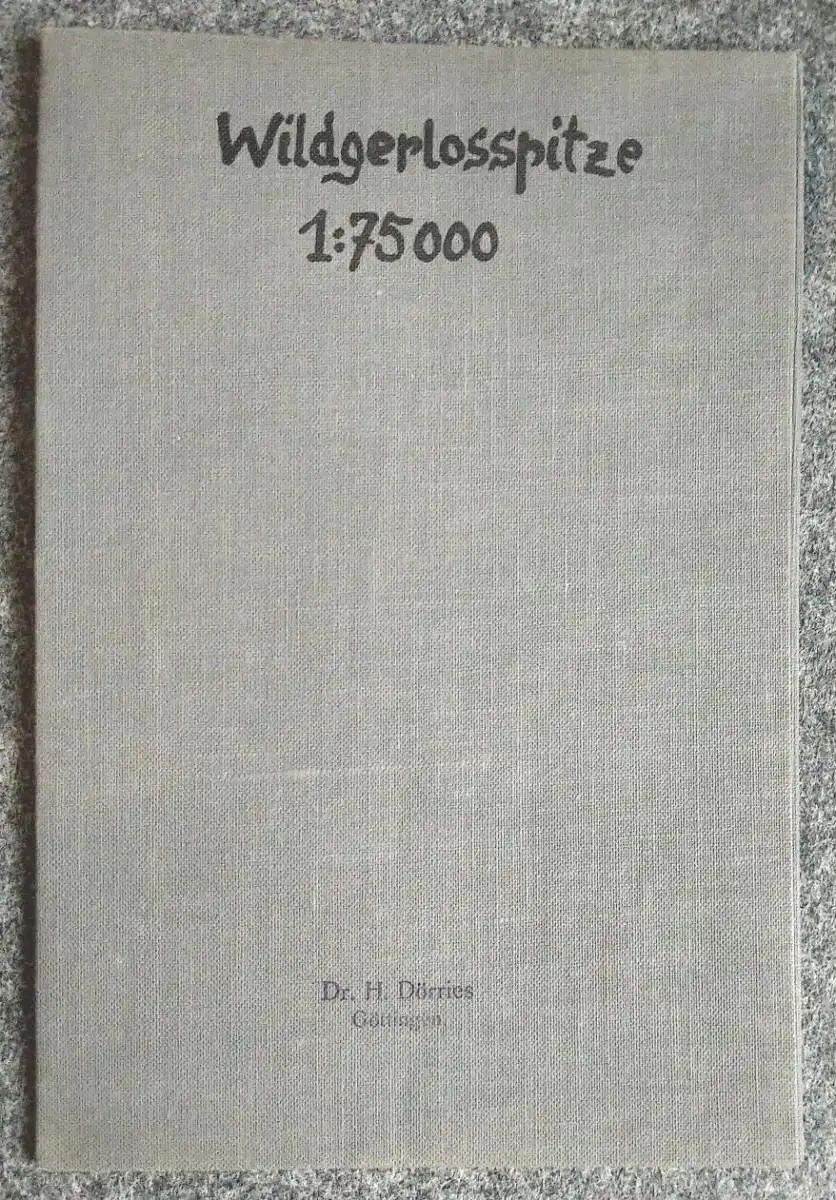 Wildgerlosspitze
1:75000
Dr. H. Dörries
Göttingen